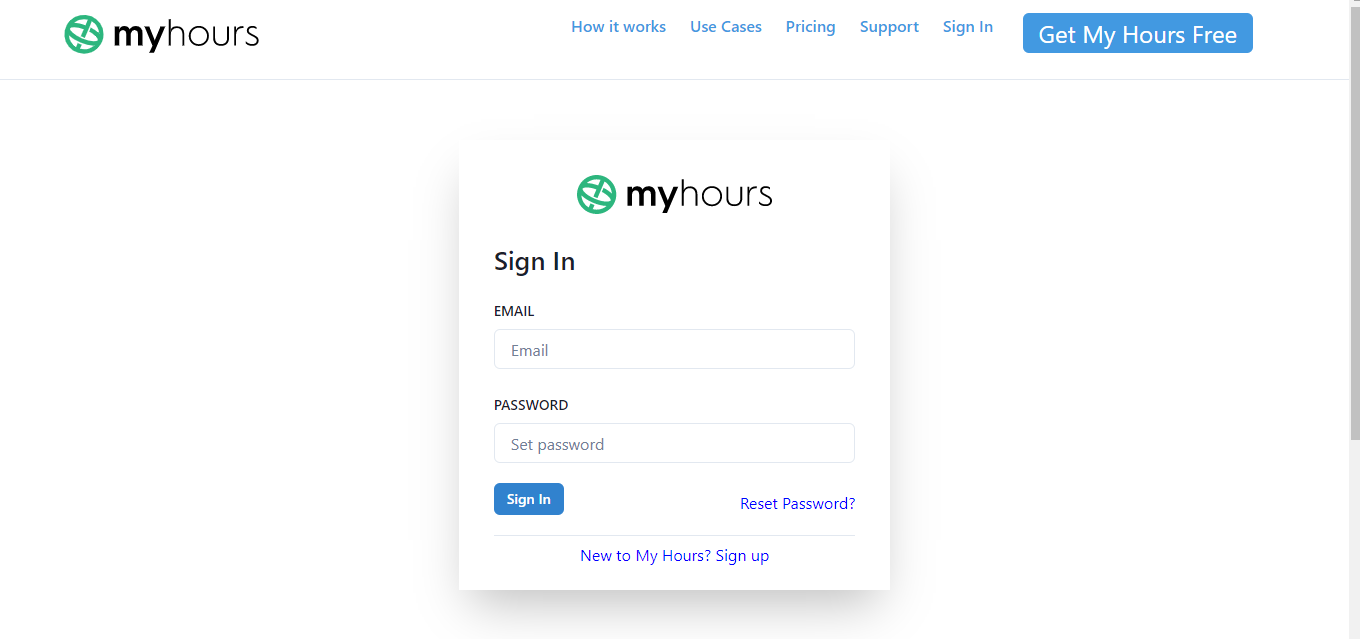 myhours
How it works Use Cases Pricing Support Sign In Get My Hours Free
myhours
Sign In
EMAIL
Email
PASSWORD
Set password
Sign In Reset Password?
New to My Hours? Sign up